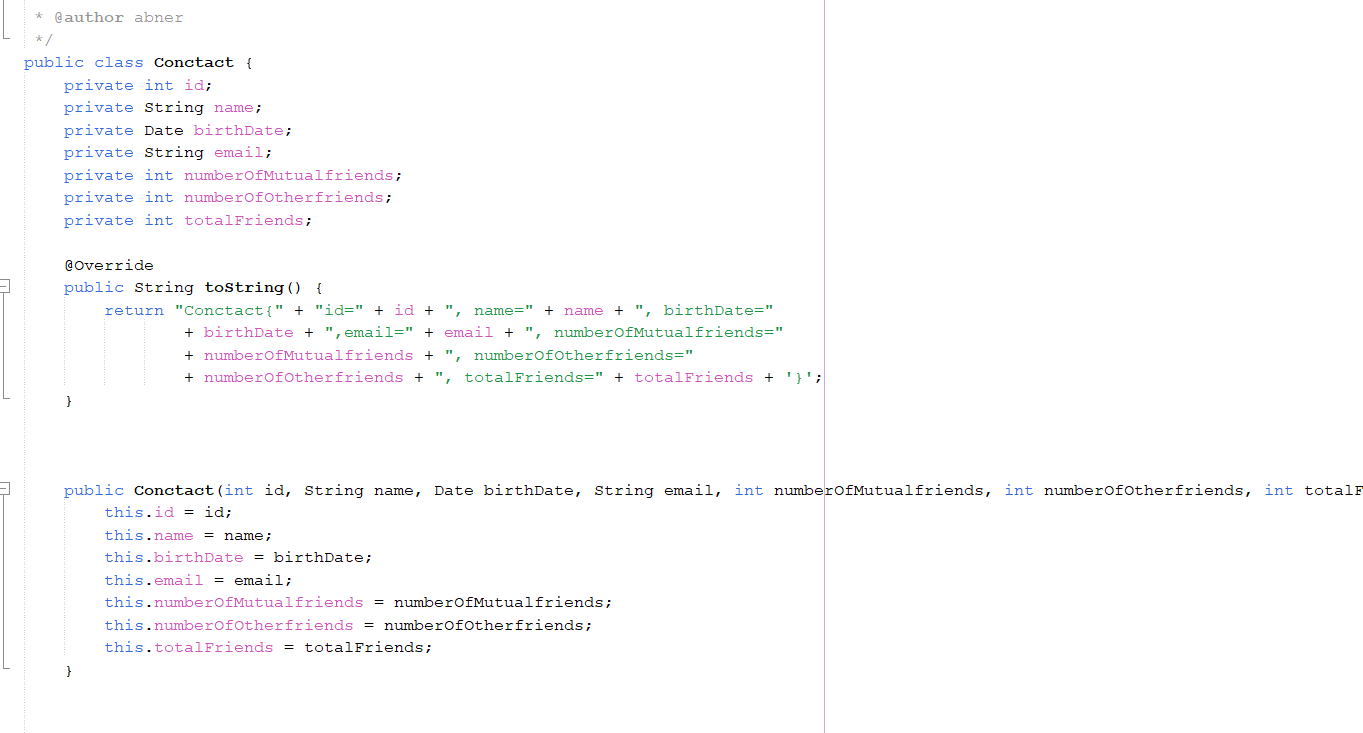 * @author abner
*/
public class Conctact {
private int id;
private String name;
private Date birthDate;
private String email;
private int numberOfMutualfriends;
private int numberOfOtherfriends;
private int totalFriends;
@Override
public String toString() {
return "Conctact{" + "id=" + id + ", name=" + name + ", birthDate="
+ birthDate + ",email=" + email + ", numberOfMutualfriends="
+ numberOfMutualfriends + ", numberOfOtherfriends="
+ numberOfOtherfriends + ", totalFriends=" + totalFriends + '}';
}
public Conctact(int id, String name, Date birthDate, String email, int numberOfMutualfriends, int numberOfOtherfriends, int totalF
this.id = id;
this.name = name;
this.birthDate = birthDate;
this.email = email;
this.numberOfMutualfriends = numberOfMutualfriends;
this.numberOfOtherfriends = numberOfOtherfriends;
this.totalFriends = totalFriends;
}